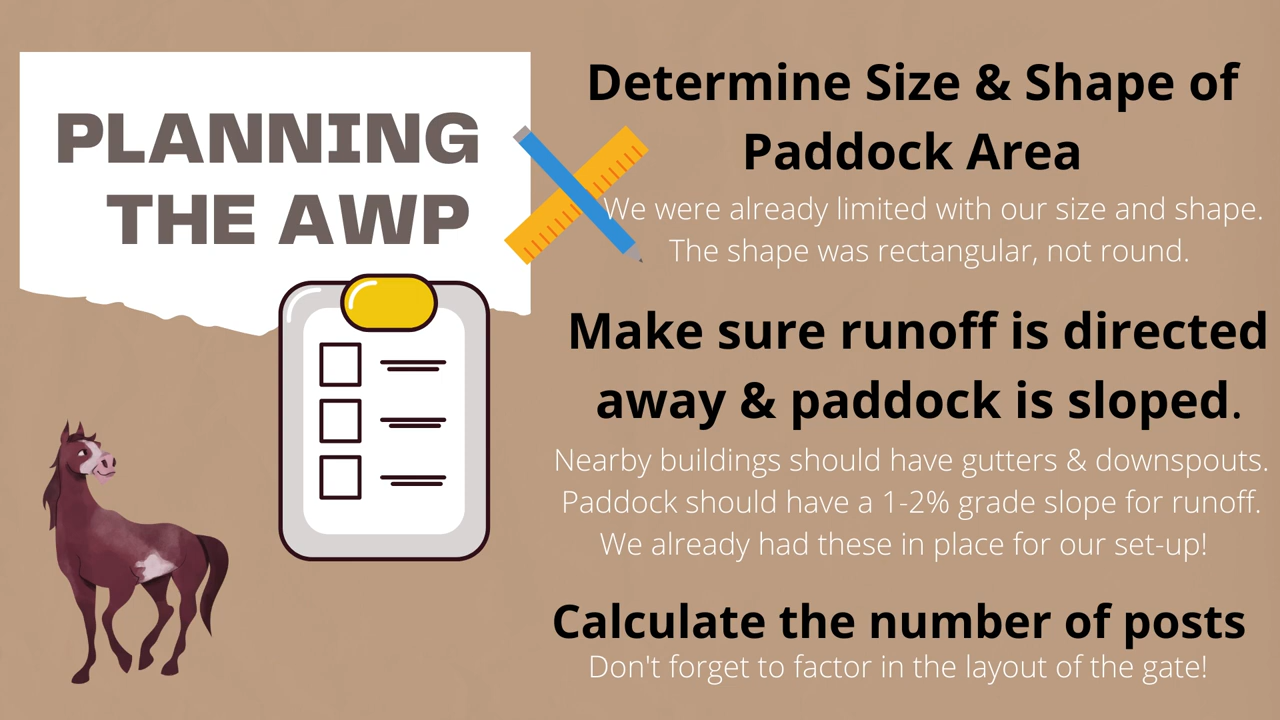 PLANNING
THE AWP
Determine Size & Shape of
Paddock Area
We were already limited with our size and shape.
The shape was rectangular, not round.
Make sure runoff is directed
away & paddock is sloped.
Nearby buildings should have gutters & downspouts.
Paddock should have a 1-2% grade slope for runoff.
We already had these in place for our set-up!
Calculate the number of posts
Don't forget to factor in the layout of the gate!